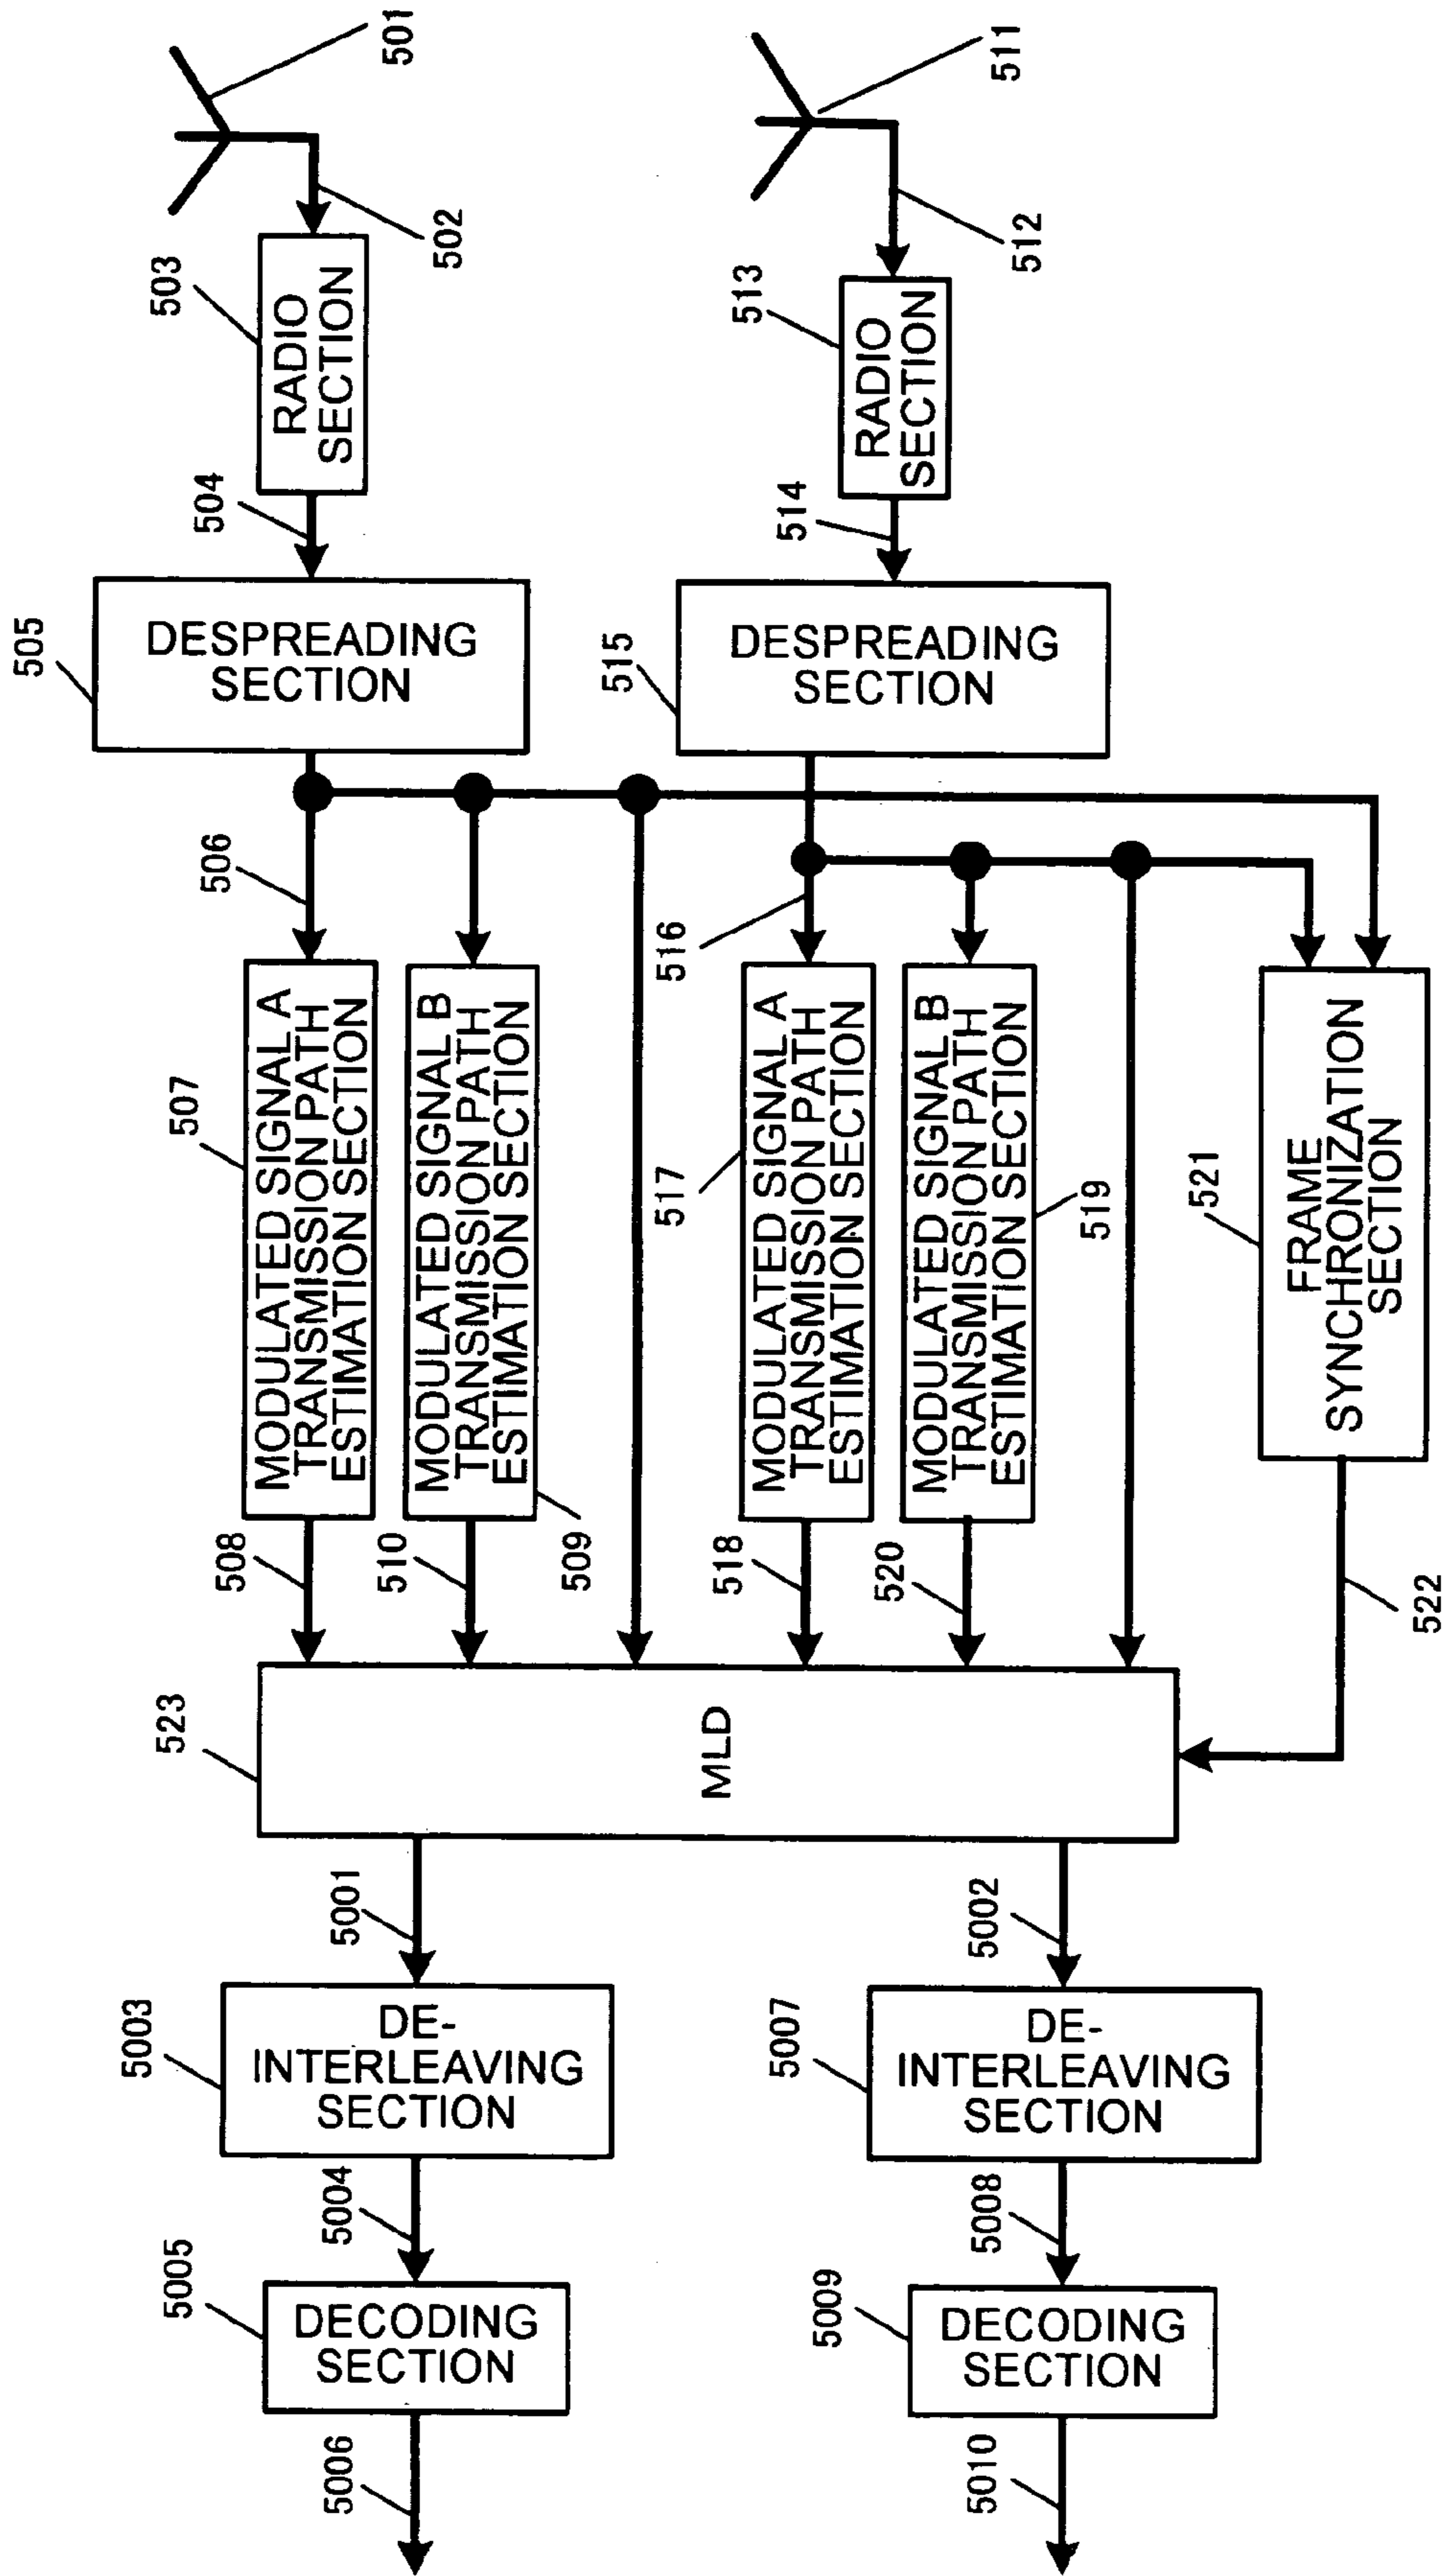 501
502
503
RADIO
SECTION
504
505
DESPREADING
SECTION
506
507
MODULATED SIGNAL A
TRANSMISSION PATH
ESTIMATION SECTION
508
MODULATED SIGNAL B
TRANSMISSION PATH
ESTIMATION SECTION
509
510
511
512
513
RADIO
SECTION
514
515
DESPREADING
SECTION
516
517
MODULATED SIGNAL A
TRANSMISSION PATH
ESTIMATION SECTION
518
MODULATED SIGNAL B
TRANSMISSION PATH
ESTIMATION SECTION
519
520
521
FRAME
SYNCHRONIZATION
SECTION
522
523
MLD
5001
5003
DE-
INTERLEAVING
SECTION
5004
5005
DECODING
SECTION
5006
5002
5007
DE-
INTERLEAVING
SECTION
5008
5009
DECODING
SECTION
5010